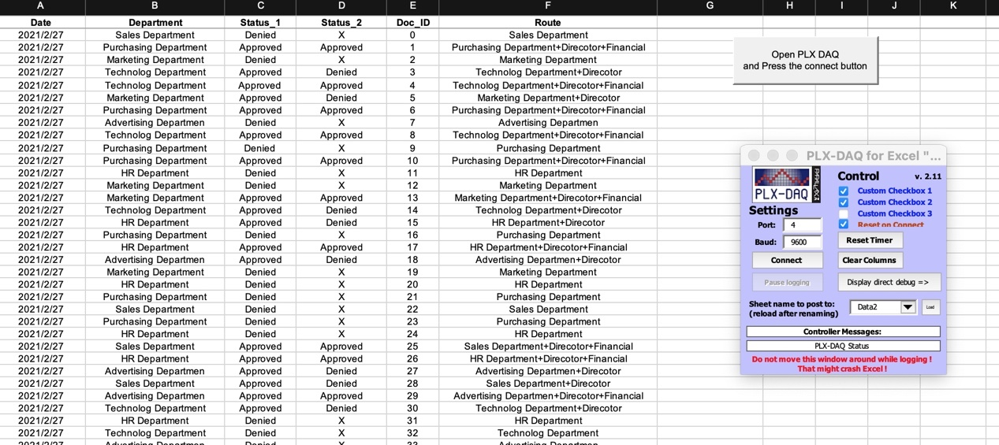 A B C D E F G H I J K
Date Department Status_1 Status_2 Doc_ID Route
2021/2/27 Sales Department Denied X 0 Sales Department
2021/2/27 Purchasing Department Approved Approved 1 Purchasing Department+Direcotor+Financial
2021/2/27 Marketing Department Denied X 2 Marketing Department
2021/2/27 Technolog Department Approved Denied 3 Technolog Department+Direcotor
2021/2/27 Technolog Department Approved Approved 4 Technolog Department+Direcotor+Financial
2021/2/27 Marketing Department Approved Denied 5 Marketing Department+Direcotor
2021/2/27 Purchasing Department Approved Approved 6 Purchasing Department+Direcotor+Financial
2021/2/27 Advertising Departmen Denied X 7 Advertising Departmen
2021/2/27 Technolog Department Approved Approved 8 Technolog Department+Direcotor+Financial
2021/2/27 Purchasing Department Denied X 9 Purchasing Department
2021/2/27 Purchasing Department Approved Approved 10 Purchasing Department+Direcotor+Financial
2021/2/27 HR Department Denied X 11 HR Department
2021/2/27 Marketing Department Denied X 12 Marketing Department
2021/2/27 Marketing Department Approved Approved 13 Marketing Department+Direcotor+Financial
2021/2/27 Technolog Department Approved Denied 14 Technolog Department+Direcotor
2021/2/27 HR Department Approved Denied 15 HR Department+Direcotor
2021/2/27 Purchasing Department Denied X 16 Purchasing Department
2021/2/27 HR Department Approved Approved 17 HR Department+Direcotor+Financial
2021/2/27 Advertising Departmen Approved Denied 18 Advertising Departmen+Direcotor
2021/2/27 Marketing Department Denied X 19 Marketing Department
2021/2/27 HR Department Denied X 20 HR Department
2021/2/27 Purchasing Department Denied X 21 Purchasing Department
2021/2/27 Sales Department Denied X 22 Sales Department
2021/2/27 Purchasing Department Denied X 23 Purchasing Department
2021/2/27 HR Department Denied X 24 HR Department
2021/2/27 Sales Department Approved Approved 25 Sales Department+Direcotor+Financial
2021/2/27 HR Department Approved Approved 26 HR Department+Direcotor+Financial
2021/2/27 Advertising Departmen Approved Denied 27 Advertising Departmen+Direcotor
2021/2/27 Sales Department Approved Denied 28 Sales Department+Direcotor
2021/2/27 Advertising Departmen Approved Approved 29 Advertising Departmen+Direcotor+Financial
2021/2/27 Technolog Department Approved Denied 30 Technolog Department+Direcotor
2021/2/27 HR Department Denied X 31 HR Department
2021/2/27 Technolog Department Denied X 32 Technolog Department
2021/2/27 Advertising Departmen Denied X 33 Advertising Departmen
Open PLX DAQ
and Press the connect button
PLX-DAQ for Excel "...
PLX-DAQ
PARALLAX
Control v. 2.11
Custom Checkbox 1
Custom Checkbox 2
Custom Checkbox 3
Reset on Connect
Settings
Port: 4
Baud: 9600
Reset Timer
Connect
Clear Columns
Pause logging
Display direct debug =>
Sheet name to post to:
(reload after renaming)
Data2
Load
Controller Messages:
PLX-DAQ Status
Do not move this window around while logging !
That might crash Excel !